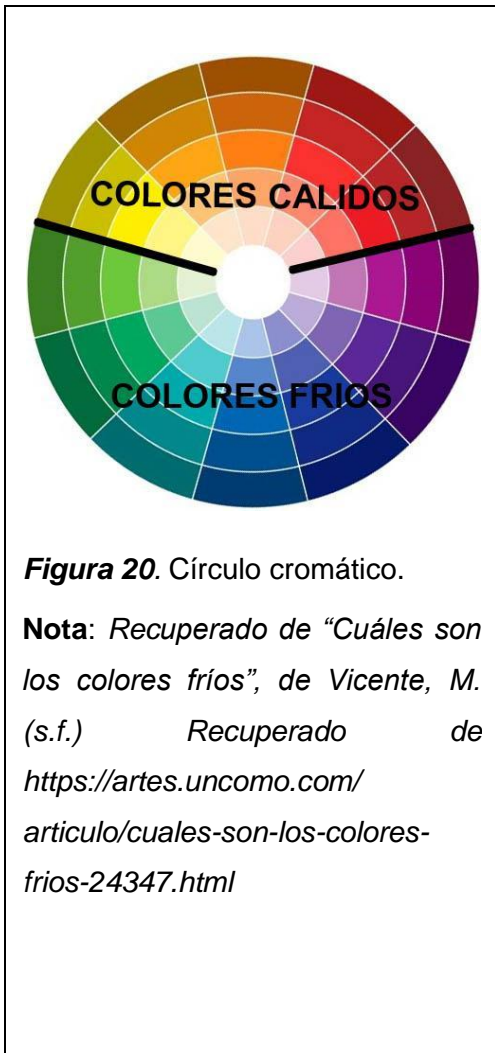 COLORES CALIDOS
COLORES FRIOS
Figura 20. Círculo cromático.
Nota: Recuperado de “Cuáles son
los colores fríos”, de Vicente, M.
(s.f.) Recuperado de
https://artes.uncomo.com/
articulo/cuales-son-los-colores-
frios-24347.html